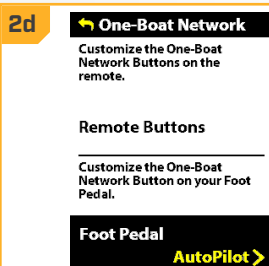 2d
One-Boat Network
Customize the One-Boat
Network Buttons on the
remote.
Remote Buttons
Customize the One-Boat
Network Button on your Foot
Pedal.
Foot Pedal
AutoPilot